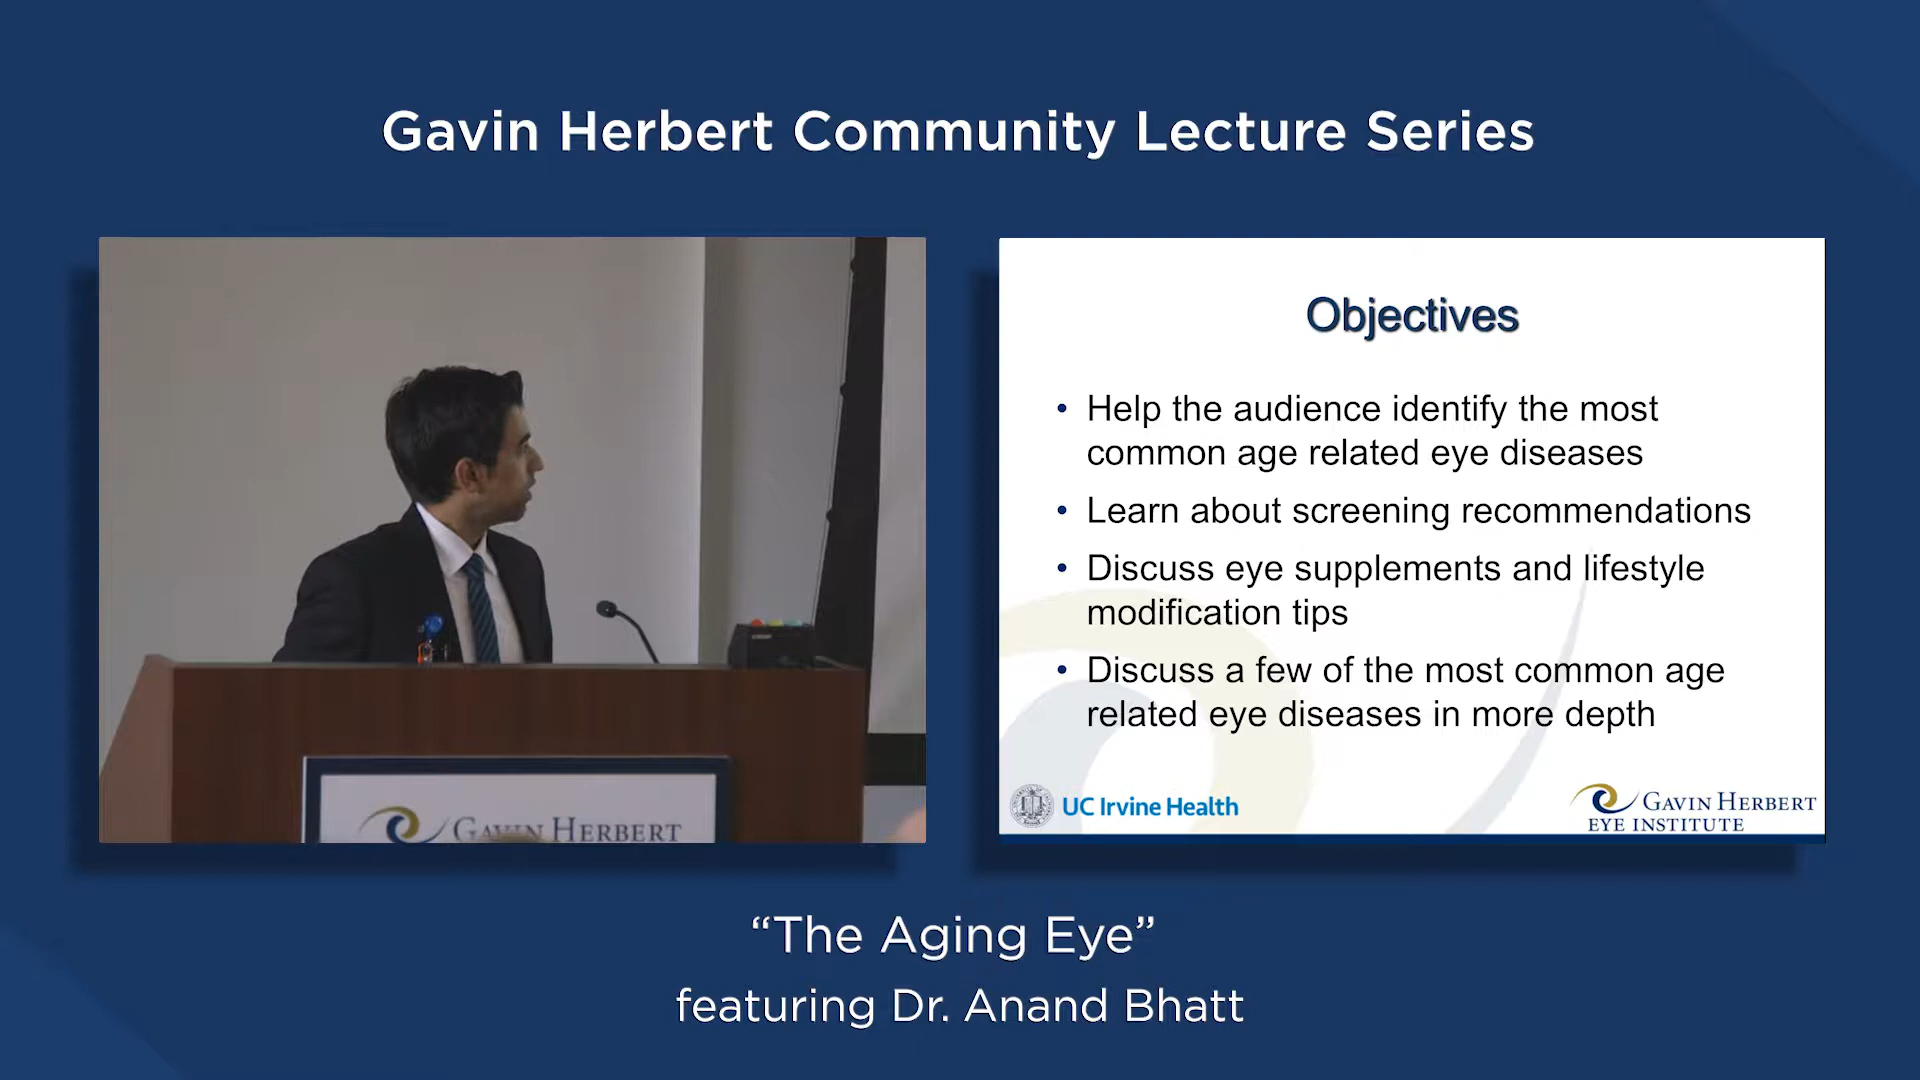 Gavin Herbert Community Lecture Series
Objectives
• Help the audience identify the most
common age related eye diseases
• Learn about screening recommendations
• Discuss eye supplements and lifestyle
modification tips
• Discuss a few of the most common age
related eye diseases in more depth
UC Irvine Health
GAVIN HERBERT
EYE INSTITUTE
GAVIN HERBERT
“The Aging Eye”
featuring Dr. Anand Bhatt